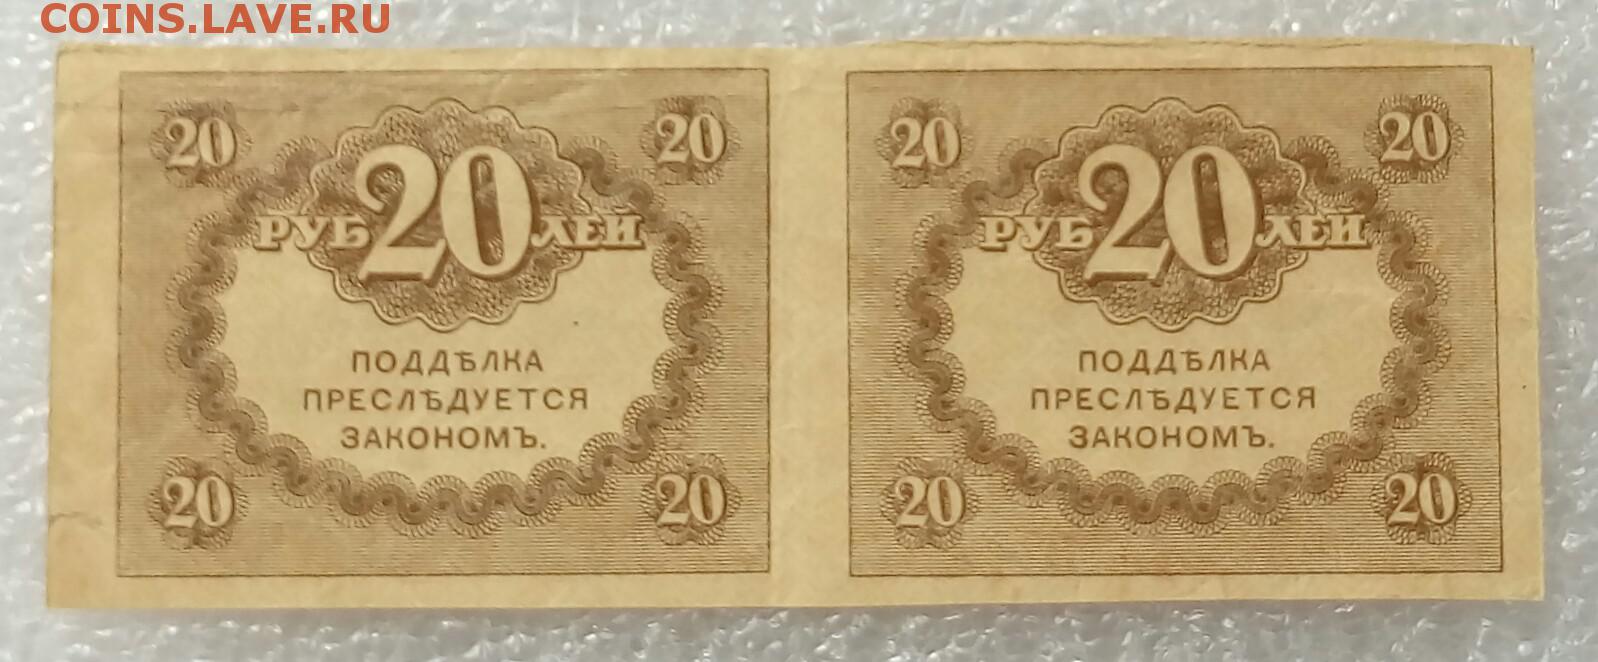 COINS.LAVE.RU
20 20
РУБ 20 ЛЕЙ
ПОДДѢЛКА
ПРЕСЛѢДУЕТСЯ
ЗАКОНОМЪ.
20 20
20 20
РУБ 20 ЛЕЙ
ПОДДѢЛКА
ПРЕСЛѢДУЕТСЯ
ЗАКОНОМЪ.
20 20